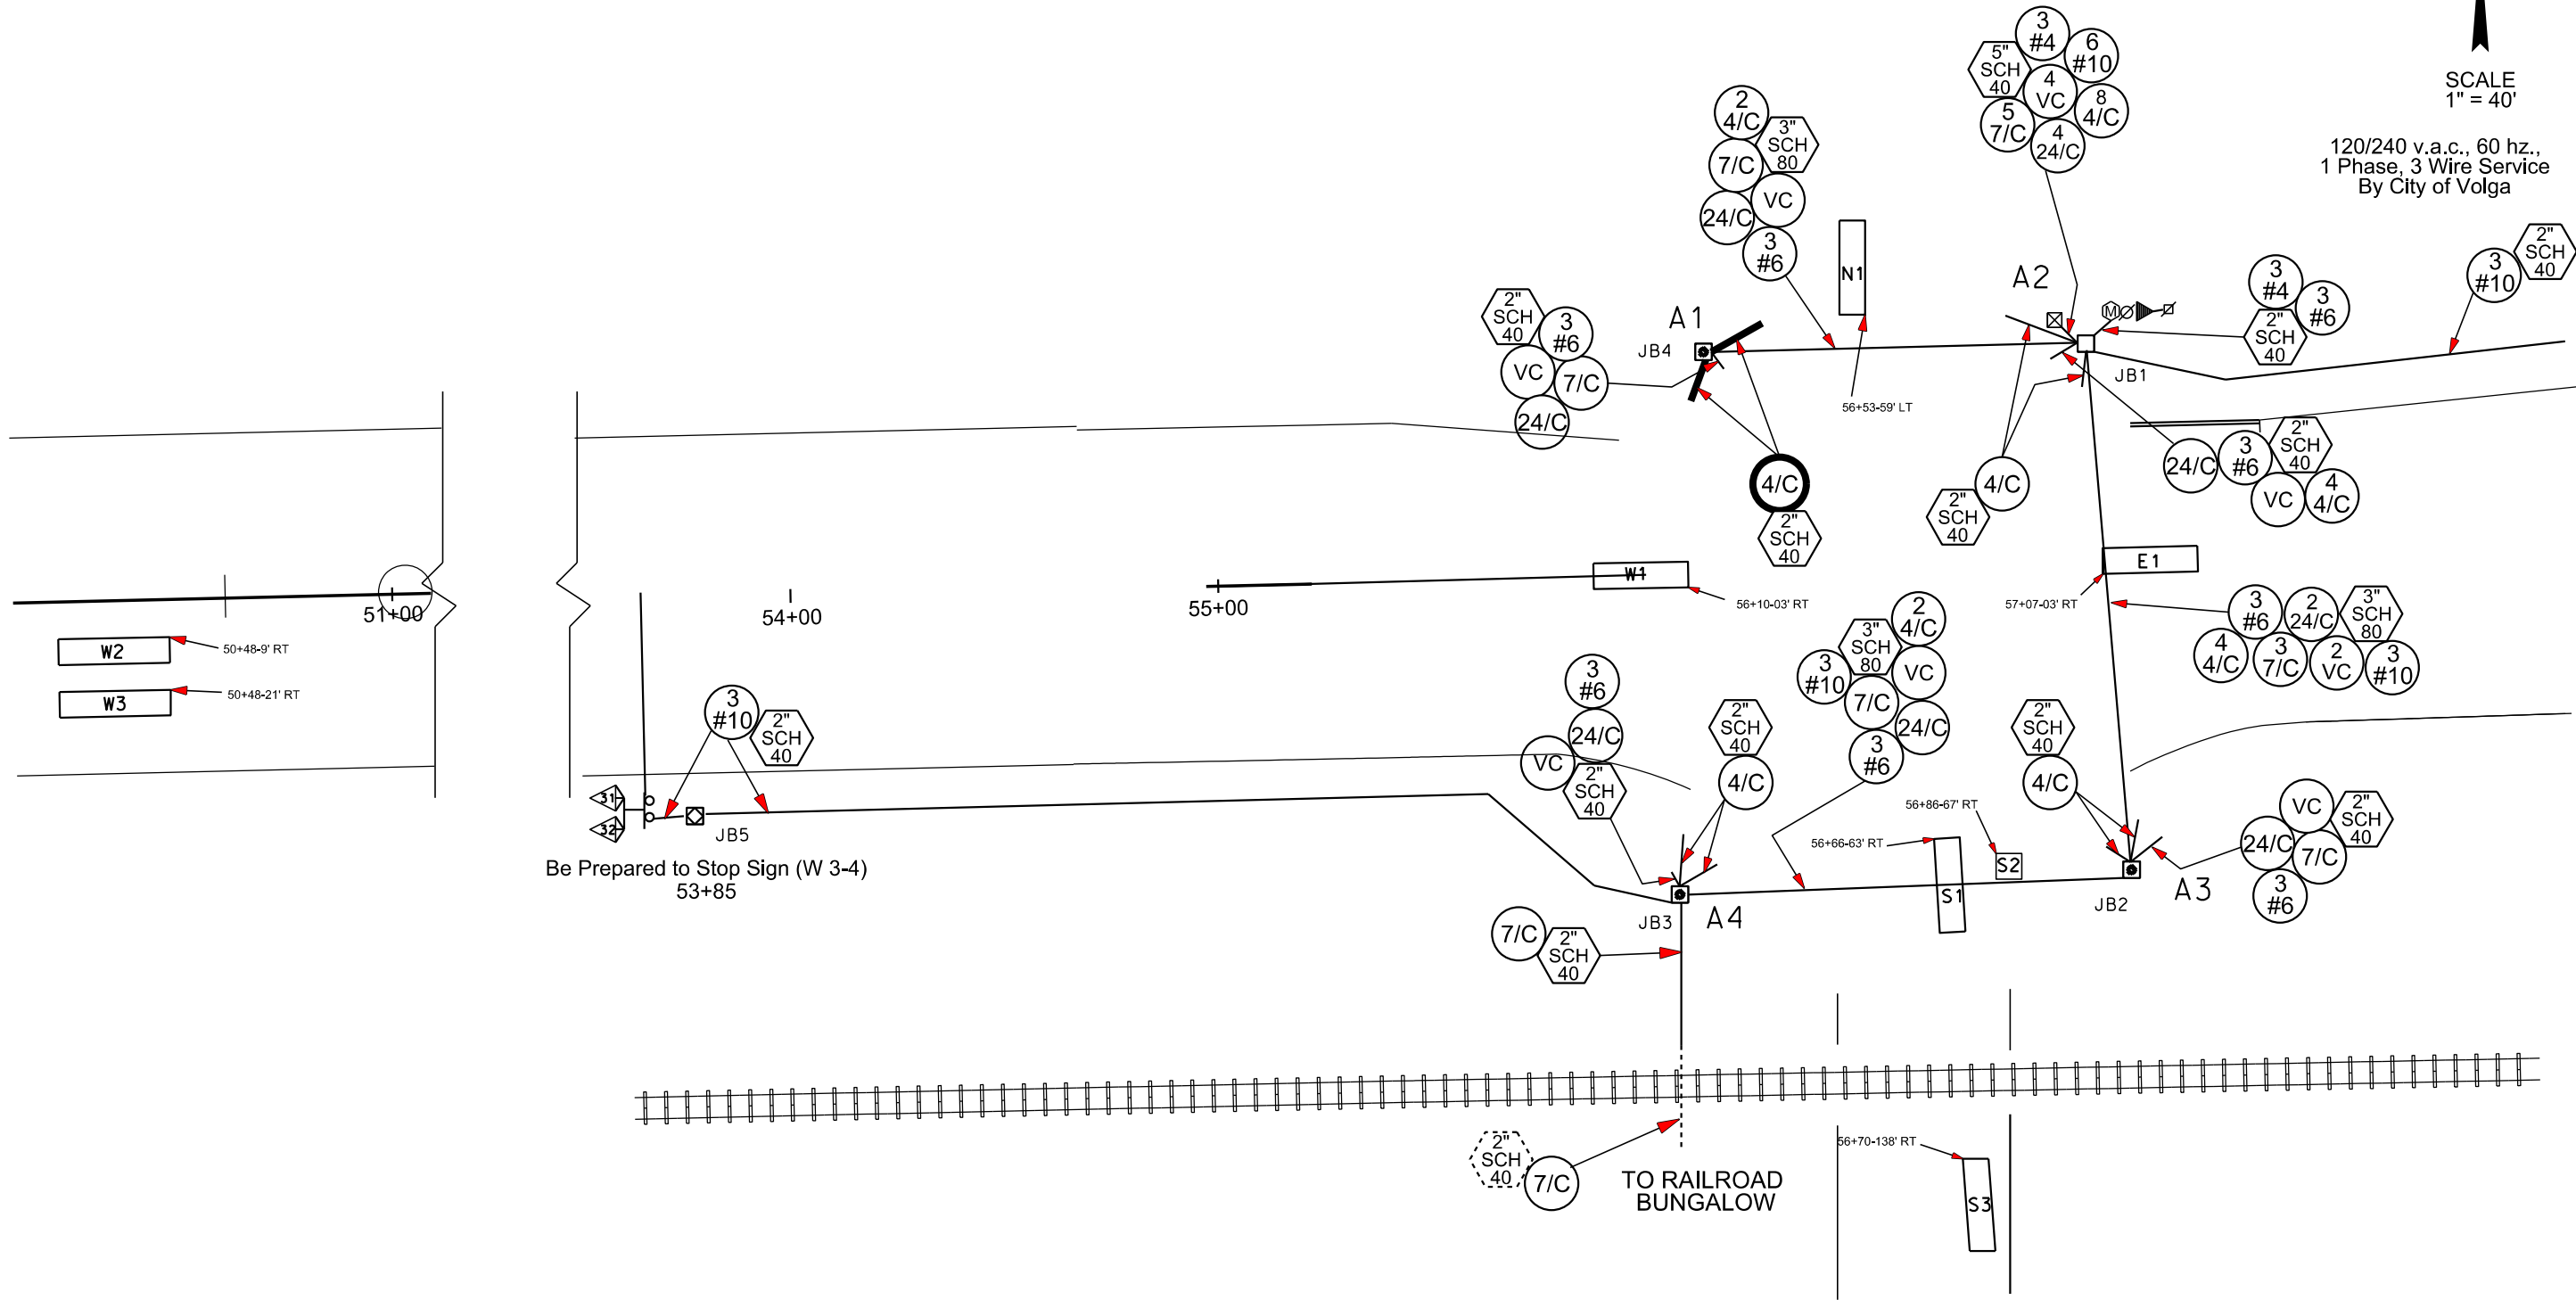 SCALE
1" = 40'
120/240 v.a.c., 60 hz.,
1 Phase, 3 Wire Service
By City of Volga
3
#4
6
#10
5"
SCH
40
4
VC
8
4/C
5
7/C
4
24/C
2
4/C
3"
SCH
80
7/C
VC
24/C
3
#6
N1
56+53-59' LT
A2
M
JB1
3
#4
3
#6
2"
SCH
40
2"
SCH
40
3
#10
2"
SCH
40
3
#6
VC
7/C
24/C
A1
JB4
4/C
2"
SCH
40
4/C
2"
SCH
40
24/C
3
#6
2"
SCH
40
VC
4
4/C
E1
57+07-03' RT
3
#6
2
24/C
3"
SCH
80
4
4/C
3
7/C
2
VC
3
#10
W1
56+10-03' RT
51+00
54+00
55+00
W2
50+48-9' RT
W3
50+48-21' RT
3
#10
2"
SCH
40
31
32
JB5
Be Prepared to Stop Sign (W 3-4)
53+85
3
#6
24/C
VC
2"
SCH
40
2"
SCH
40
4/C
2
4/C
3"
SCH
80
3
#10
VC
7/C
24/C
3
#6
2"
SCH
40
4/C
56+86-67' RT
56+66-63' RT
S2
S1
JB2
A3
VC
2"
SCH
40
24/C
7/C
3
#6
JB3
A4
7/C
2"
SCH
40
2"
SCH
40
7/C
TO RAILROAD
BUNGALOW
56+70-138' RT
S3